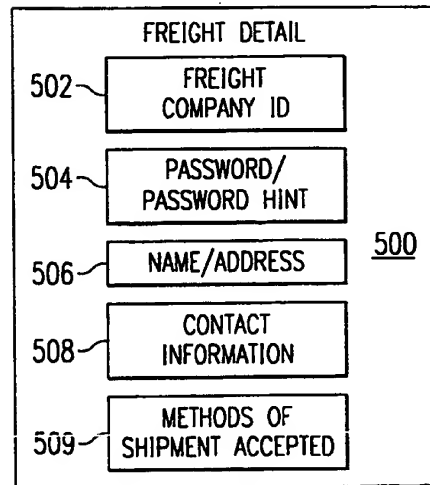 FREIGHT DETAIL
502
FREIGHT
COMPANY ID
504
PASSWORD/
PASSWORD HINT
500
506
NAME/ADDRESS
508
CONTACT
INFORMATION
509
METHODS OF
SHIPMENT ACCEPTED